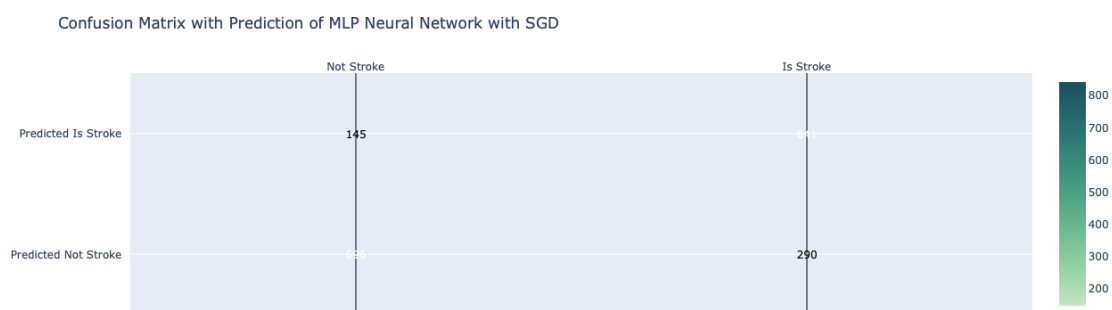 Confusion Matrix with Prediction of MLP Neural Network with SGD
Not Stroke Is Stroke
Predicted Is Stroke 145 841
800
700
600
500
400
Predicted Not Stroke 290
300
200